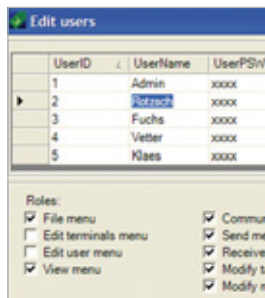 Edit users
UserID UserName UserPSW
1 Admin xxxx
2 Rotzsch xxxx
3 Fuchs xxxx
4 Vetter xxxx
5 Klaes xxxx
Roles:
File menu Commun
Edit terminals menu Send me
Edit user menu Receive
View menu Modify t
Modify r